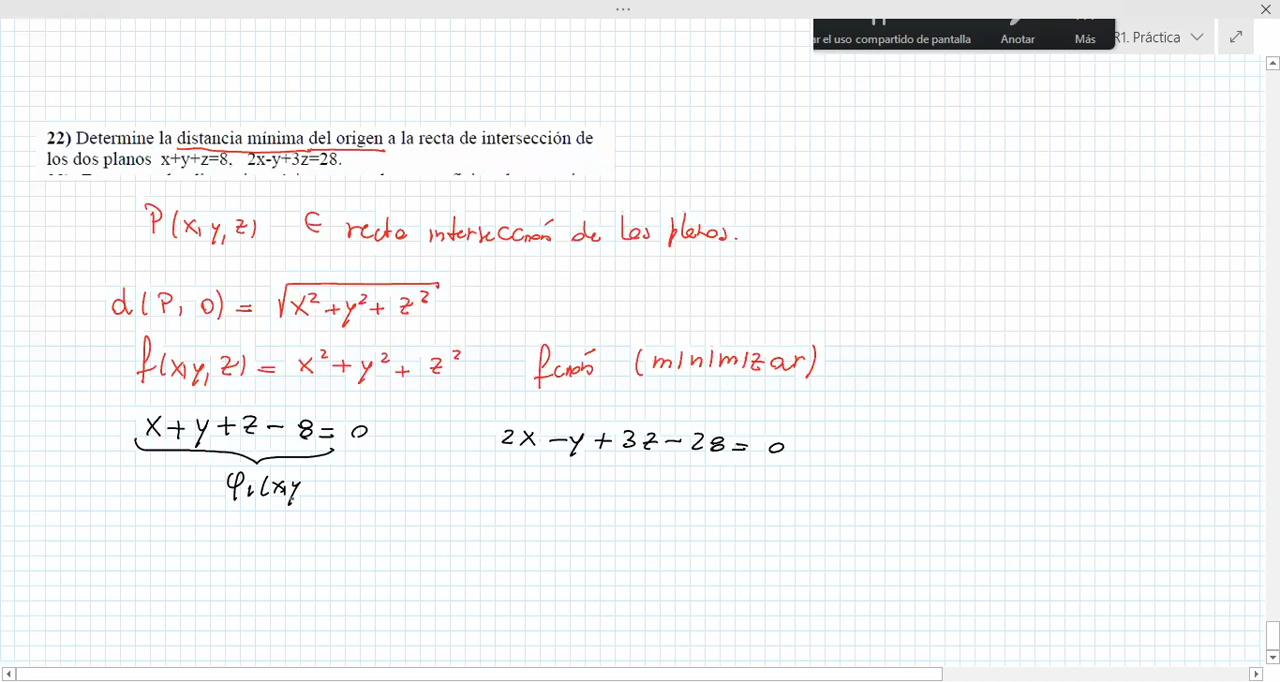 ...
ar el uso compartido de pantalla Anotar Más R1. Práctica
22) Determine la distancia mínima del origen a la recta de intersección de
los dos planos x+y+z=8, 2x-y+3z=28.
P(x,y,z) ∈ recta intersección de los planos.
d(P, 0) = √x²+y²+z²
f(x,y,z) = x²+y²+z² función (minimizar)
x+y+z-8=0 2x-y+3z-28=0
φ₁(x,y